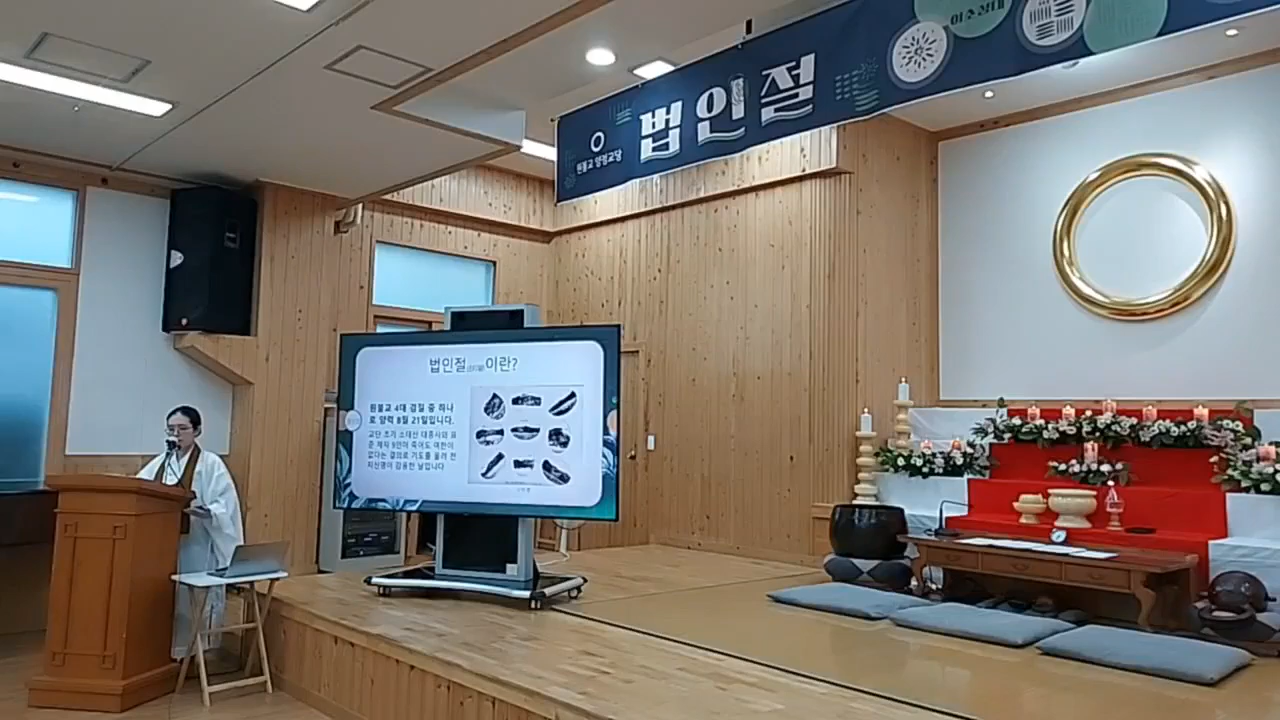 법인절
원불교 양정교당
법인절이란?
원불교 4대 경절 중 하나
로 양력 8월 21일입니다.
교단 초기 소태산 대종사와 표
준 제자 9인이 죽어도 여한이
없다는 결의로 기도를 올려 천
지신명이 감응한 날입니다